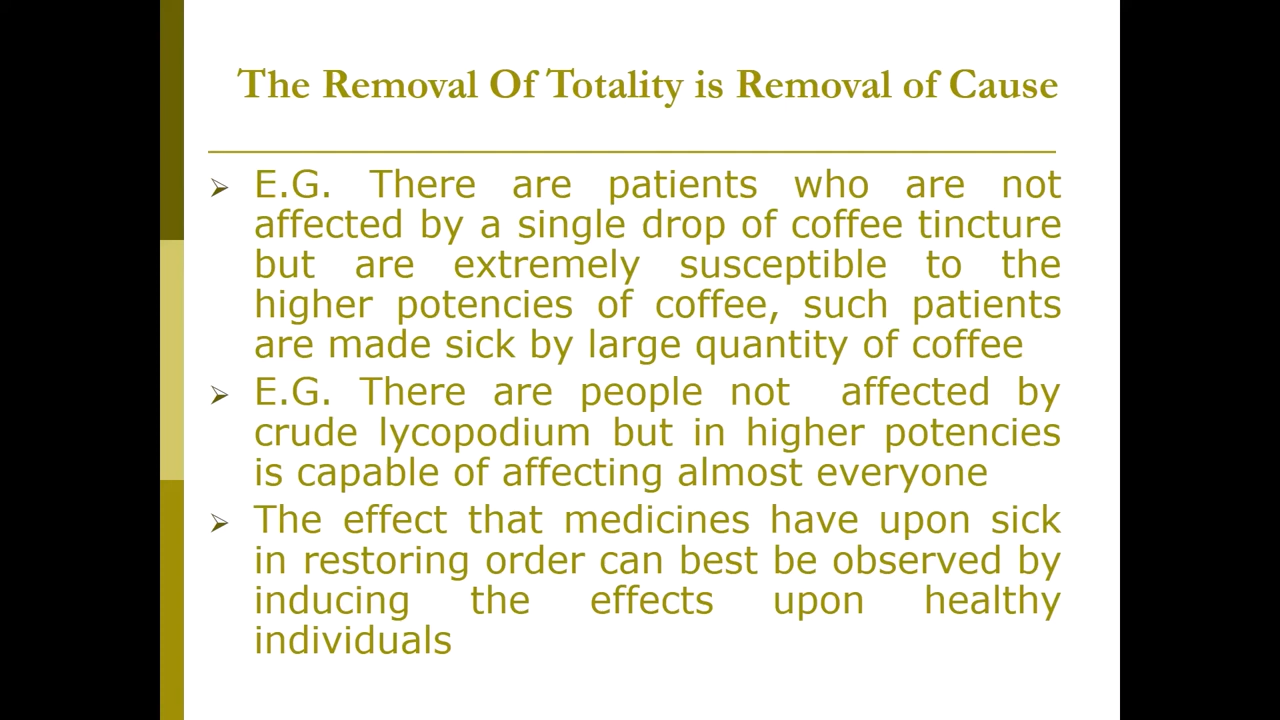 The Removal Of Totality is Removal of Cause
E.G. There are patients who are not
affected by a single drop of coffee tincture
but are extremely susceptible to the
higher potencies of coffee, such patients
are made sick by large quantity of coffee
E.G. There are people not affected by
crude lycopodium but in higher potencies
is capable of affecting almost everyone
The effect that medicines have upon sick
in restoring order can best be observed by
inducing the effects upon healthy
individuals